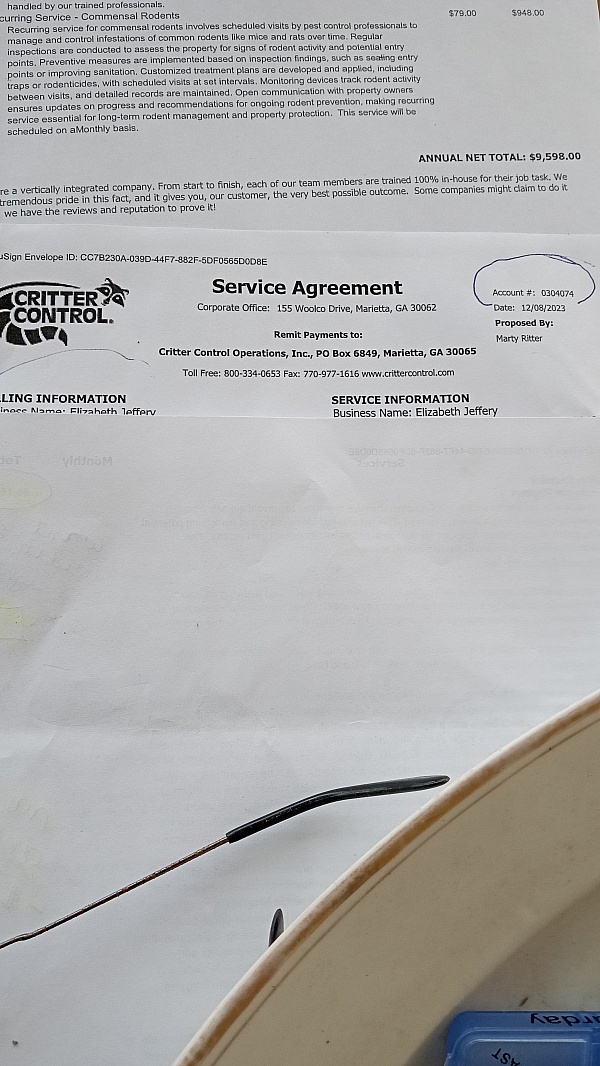 handled by our trained professionals.
curring Service - Commensal Rodents $79.00 $948.00
Recurring service for commensal rodents involves scheduled visits by pest control professionals to
manage and control infestations of common rodents like mice and rats over time. Regular
inspections are conducted to assess the property for signs of rodent activity and potential entry
points. Preventive measures are implemented based on inspection findings, such as sealing entry
points or improving sanitation. Customized treatment plans are developed and applied, including
traps or rodenticides, with scheduled visits at set intervals. Monitoring devices track rodent activity
between visits, and detailed records are maintained. Open communication with property owners
ensures updates on progress and recommendations for ongoing rodent prevention, making recurring
service essential for long-term rodent management and property protection. This service will be
scheduled on aMonthly basis.
ANNUAL NET TOTAL: $9,598.00
re a vertically integrated company. From start to finish, each of our team members are trained 100% in-house for their job task. We
tremendous pride in this fact, and it gives you, our customer, the very best possible outcome. Some companies might claim to do it
we have the reviews and reputation to prove it!
uSign Envelope ID: CC7B230A-039D-44F7-882F-5DF0565D0D8E
CRITTER
CONTROL®
Service Agreement
Corporate Office: 155 Woolco Drive, Marietta, GA 30062
Remit Payments to:
Critter Control Operations, Inc., PO Box 6849, Marietta, GA 30065
Toll Free: 800-334-0653 Fax: 770-977-1616 www.crittercontrol.com
Account #: 0304074
Date: 12/08/2023
Proposed By:
Marty Ritter
LING INFORMATION
iness Name: Elizabeth Jeffery
SERVICE INFORMATION
Business Name: Elizabeth Jeffery
Monthly
Services
urday
AST